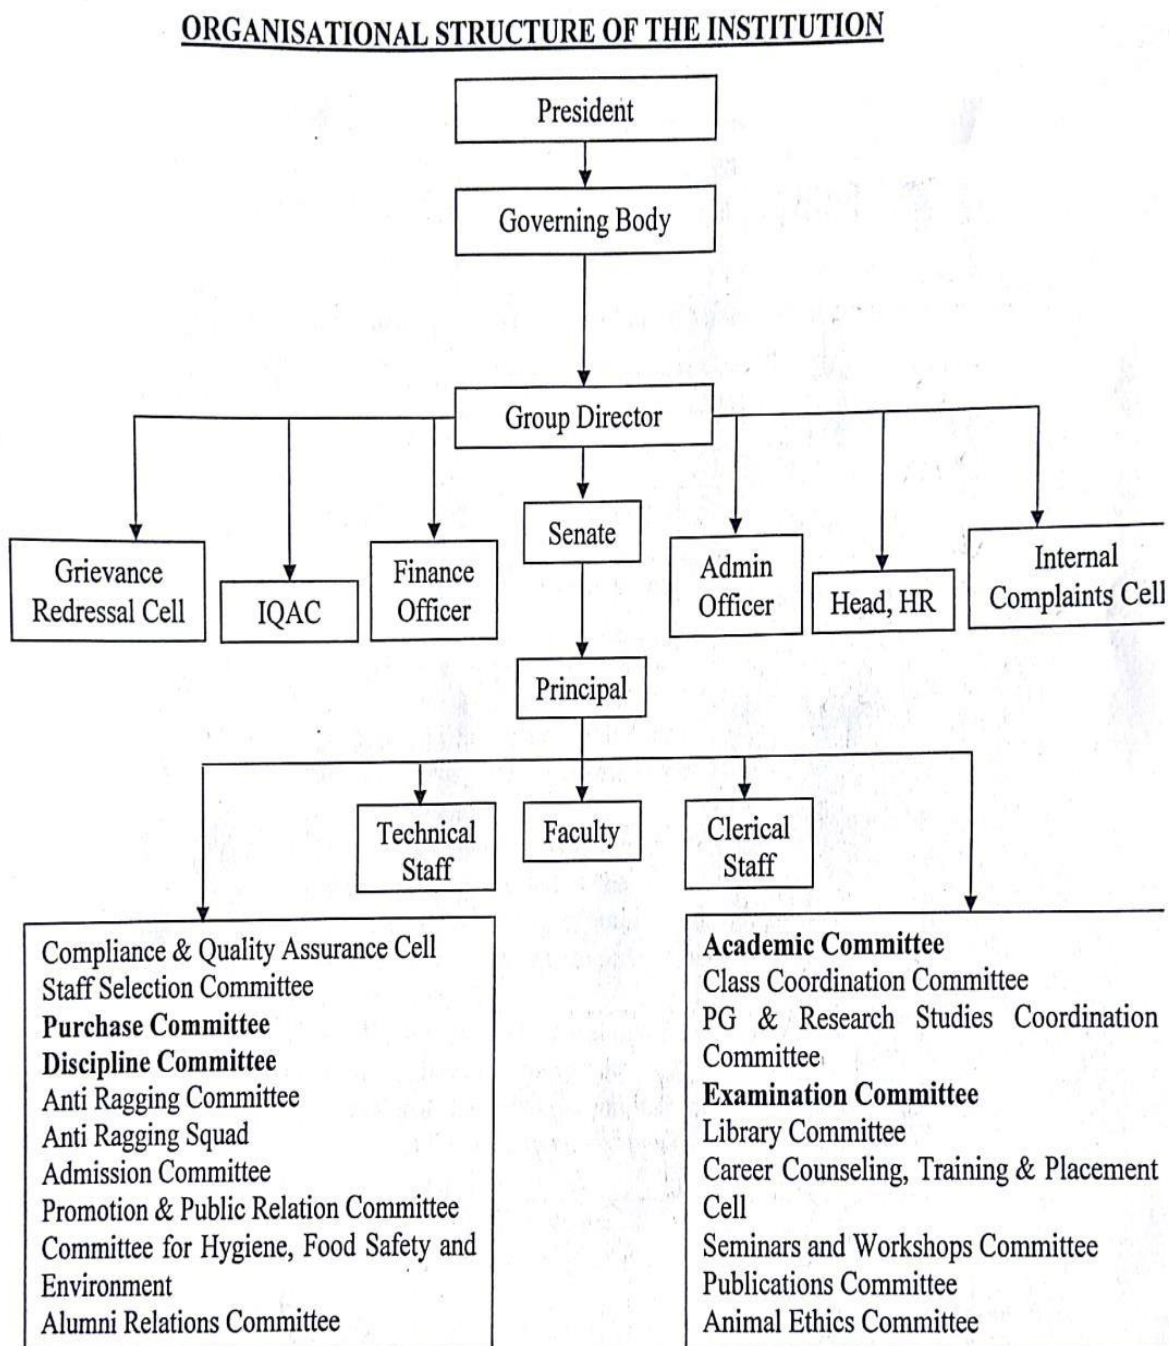 ORGANISATIONAL STRUCTURE OF THE INSTITUTION
President
Governing Body
Group Director
Grievance
Redressal Cell
IQAC
Finance
Officer
Senate
Admin
Officer
Head, HR
Internal
Complaints Cell
Principal
Technical
Staff
Faculty
Clerical
Staff
Compliance & Quality Assurance Cell
Staff Selection Committee
Purchase Committee
Discipline Committee
Anti Ragging Committee
Anti Ragging Squad
Admission Committee
Promotion & Public Relation Committee
Committee for Hygiene, Food Safety and
Environment
Alumni Relations Committee
Academic Committee
Class Coordination Committee
PG & Research Studies Coordination
Committee
Examination Committee
Library Committee
Career Counseling, Training & Placement
Cell
Seminars and Workshops Committee
Publications Committee
Animal Ethics Committee